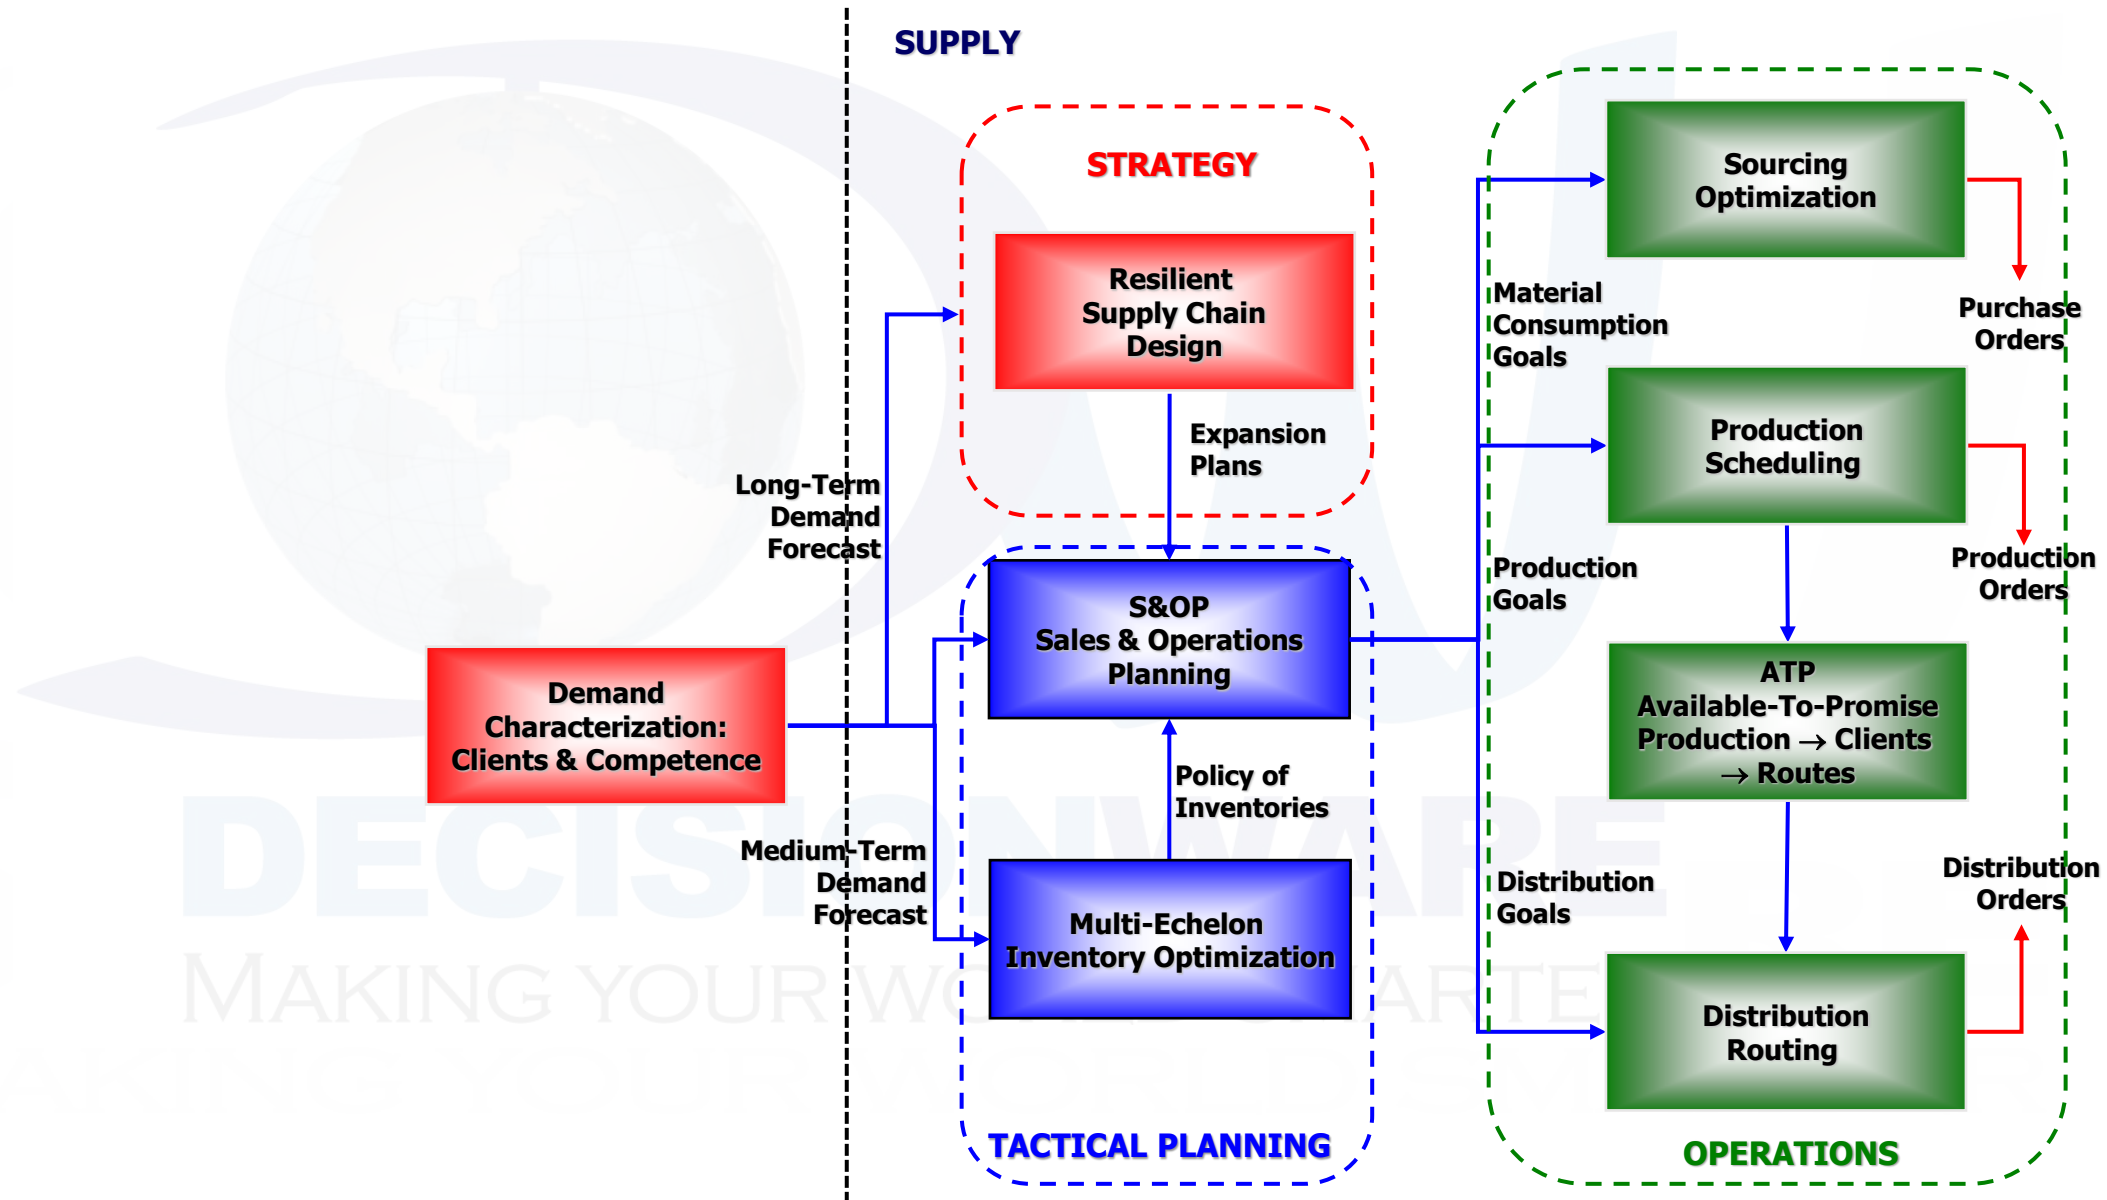 SUPPLY
STRATEGY
Resilient
Supply Chain
Design
Expansion
Plans
Long-Term
Demand
Forecast
Demand
Characterization:
Clients & Competence
Medium-Term
Demand
Forecast
S&OP
Sales & Operations
Planning
Policy of
Inventories
Multi-Echelon
Inventory Optimization
TACTICAL PLANNING
Material
Consumption
Goals
Production
Goals
Distribution
Goals
Sourcing
Optimization
Purchase
Orders
Production
Scheduling
Production
Orders
ATP
Available-To-Promise
Production → Clients
→ Routes
Distribution
Orders
Distribution
Routing
OPERATIONS
DECISIONWARE
MAKING YOUR